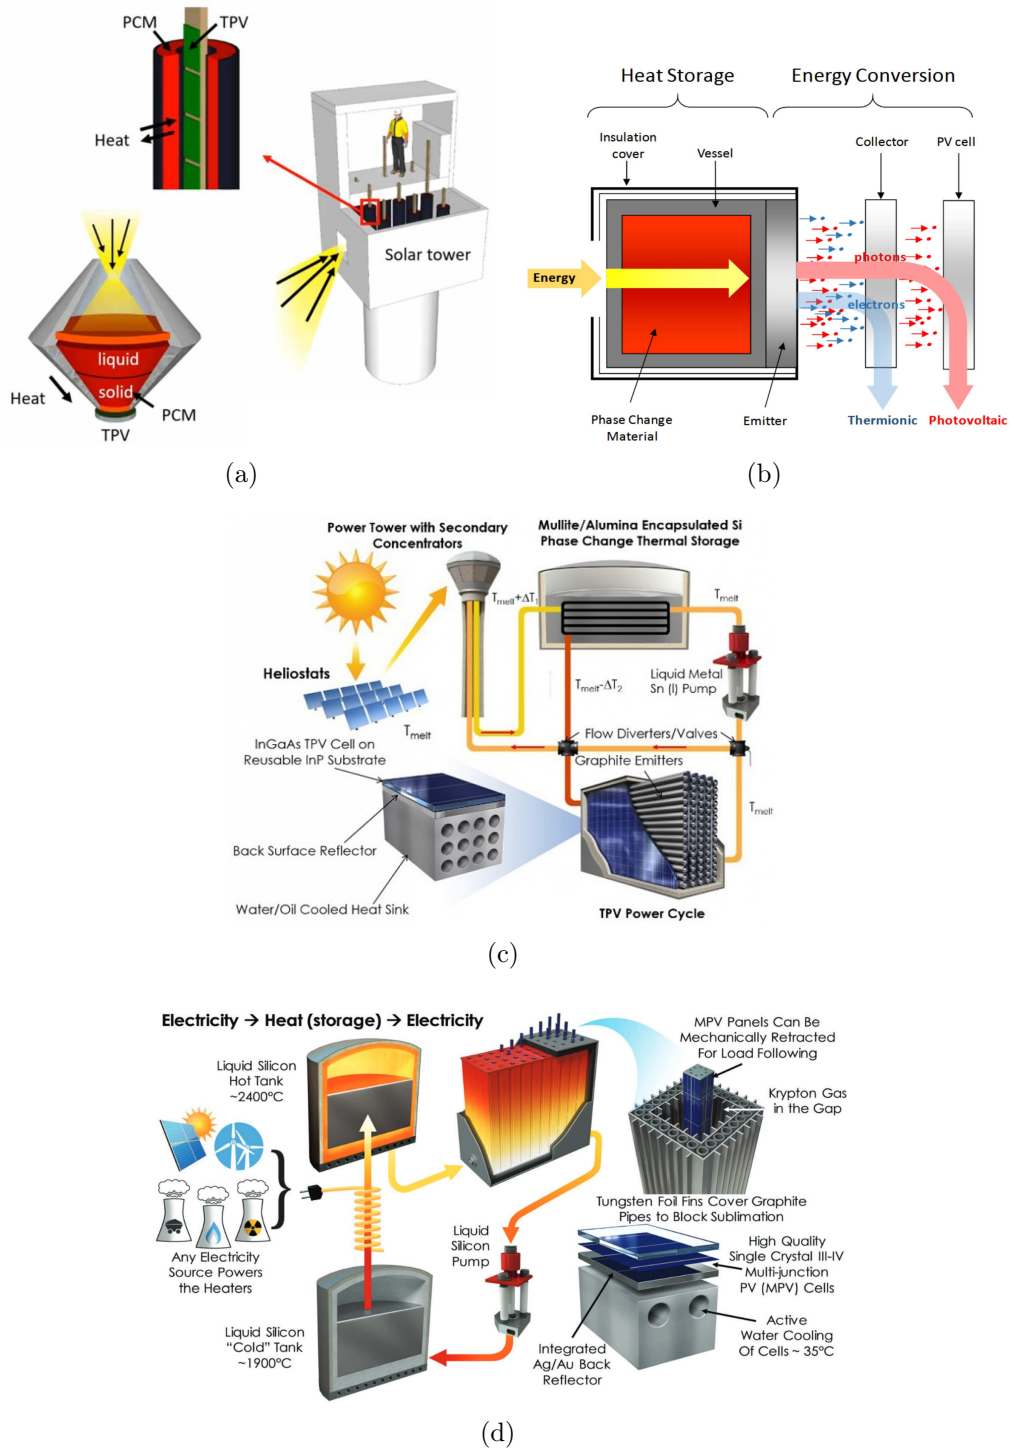 PCM
TPV
Heat
Solar tower
liquid
solid
Heat
PCM
TPV
(a)
Heat Storage
Energy Conversion
Insulation
cover
Vessel
Collector
PV cell
Energy
photons
electrons
Phase Change
Material
Emitter
Thermionic
Photovoltaic
(b)
Power Tower with Secondary
Concentrators
Mullite/Alumina Encapsulated Si
Phase Change Thermal Storage
Tmelt+ΔT1
Tmelt
Heliostats
Tmelt-ΔT2
Liquid Metal
Sn (l) Pump
Tmelt
InGaAs TPV Cell on
Reusable InP Substrate
Flow Diverters/Valves
Graphite Emitters
Tmelt
Back Surface Reflector
Water/Oil Cooled Heat Sink
TPV Power Cycle
(c)
Electricity → Heat (storage) → Electricity
MPV Panels Can Be
Mechanically Retracted
For Load Following
Liquid Silicon
Hot Tank
~2400°C
Krypton Gas
in the Gap
Tungsten Foil Fins Cover Graphite
Pipes to Block Sublimation
Any Electricity
Source Powers
the Heaters
Liquid
Silicon
Pump
High Quality
Single Crystal III-IV
Multi-junction
PV (MPV) Cells
Liquid Silicon
"Cold" Tank
~1900°C
Integrated
Ag/Au Back
Reflector
Active
Water Cooling
Of Cells ~ 35°C
(d)